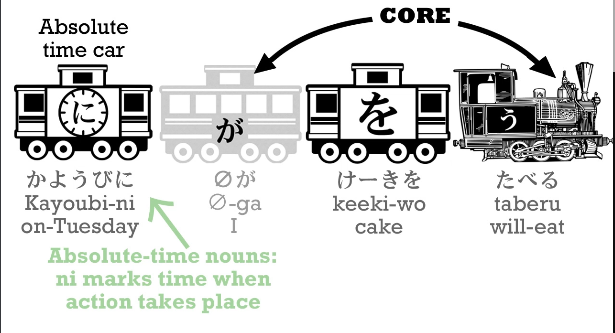 CORE
Absolute
time car
に
が
を
う
かようびに
Kayoubi-ni
on-Tuesday
∅が
∅-ga
I
けーきを
keeki-wo
cake
たべる
taberu
will-eat
Absolute-time nouns:
ni marks time when
action takes place